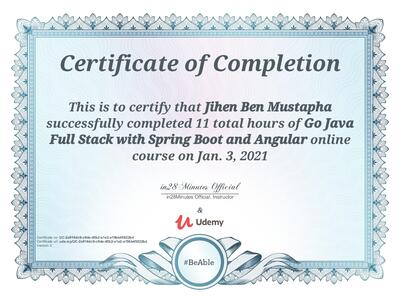 Certificate of Completion
This is to certify that Jihen Ben Mustapha
successfully completed 11 total hours of Go Java
Full Stack with Spring Boot and Angular online
course on Jan. 3, 2021
in28 Minutes Official
in28Minutes Official, Instructor
&
Udemy
#BeAble